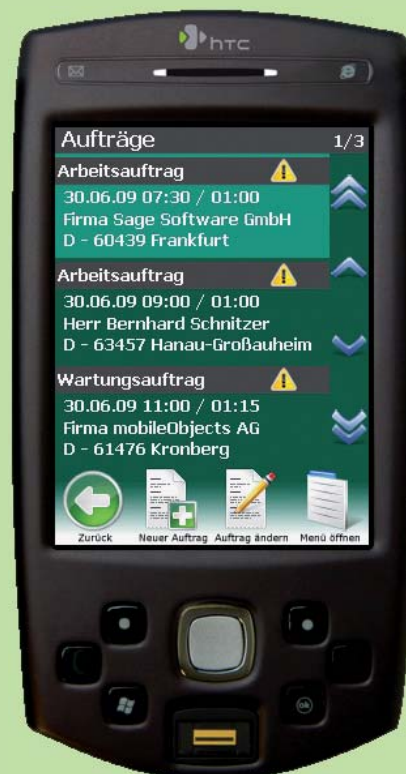 hTC
Aufträge 1/3
Arbeitsauftrag
30.06.09 07:30 / 01:00
Firma Sage Software GmbH
D - 60439 Frankfurt
Arbeitsauftrag
30.06.09 09:00 / 01:00
Herr Bernhard Schnitzer
D - 63457 Hanau-Großauheim
Wartungsauftrag
30.06.09 11:00 / 01:15
Firma mobileObjects AG
D - 61476 Kronberg
Zurück Neuer Auftrag Auftrag ändern Menü öffnen
ok